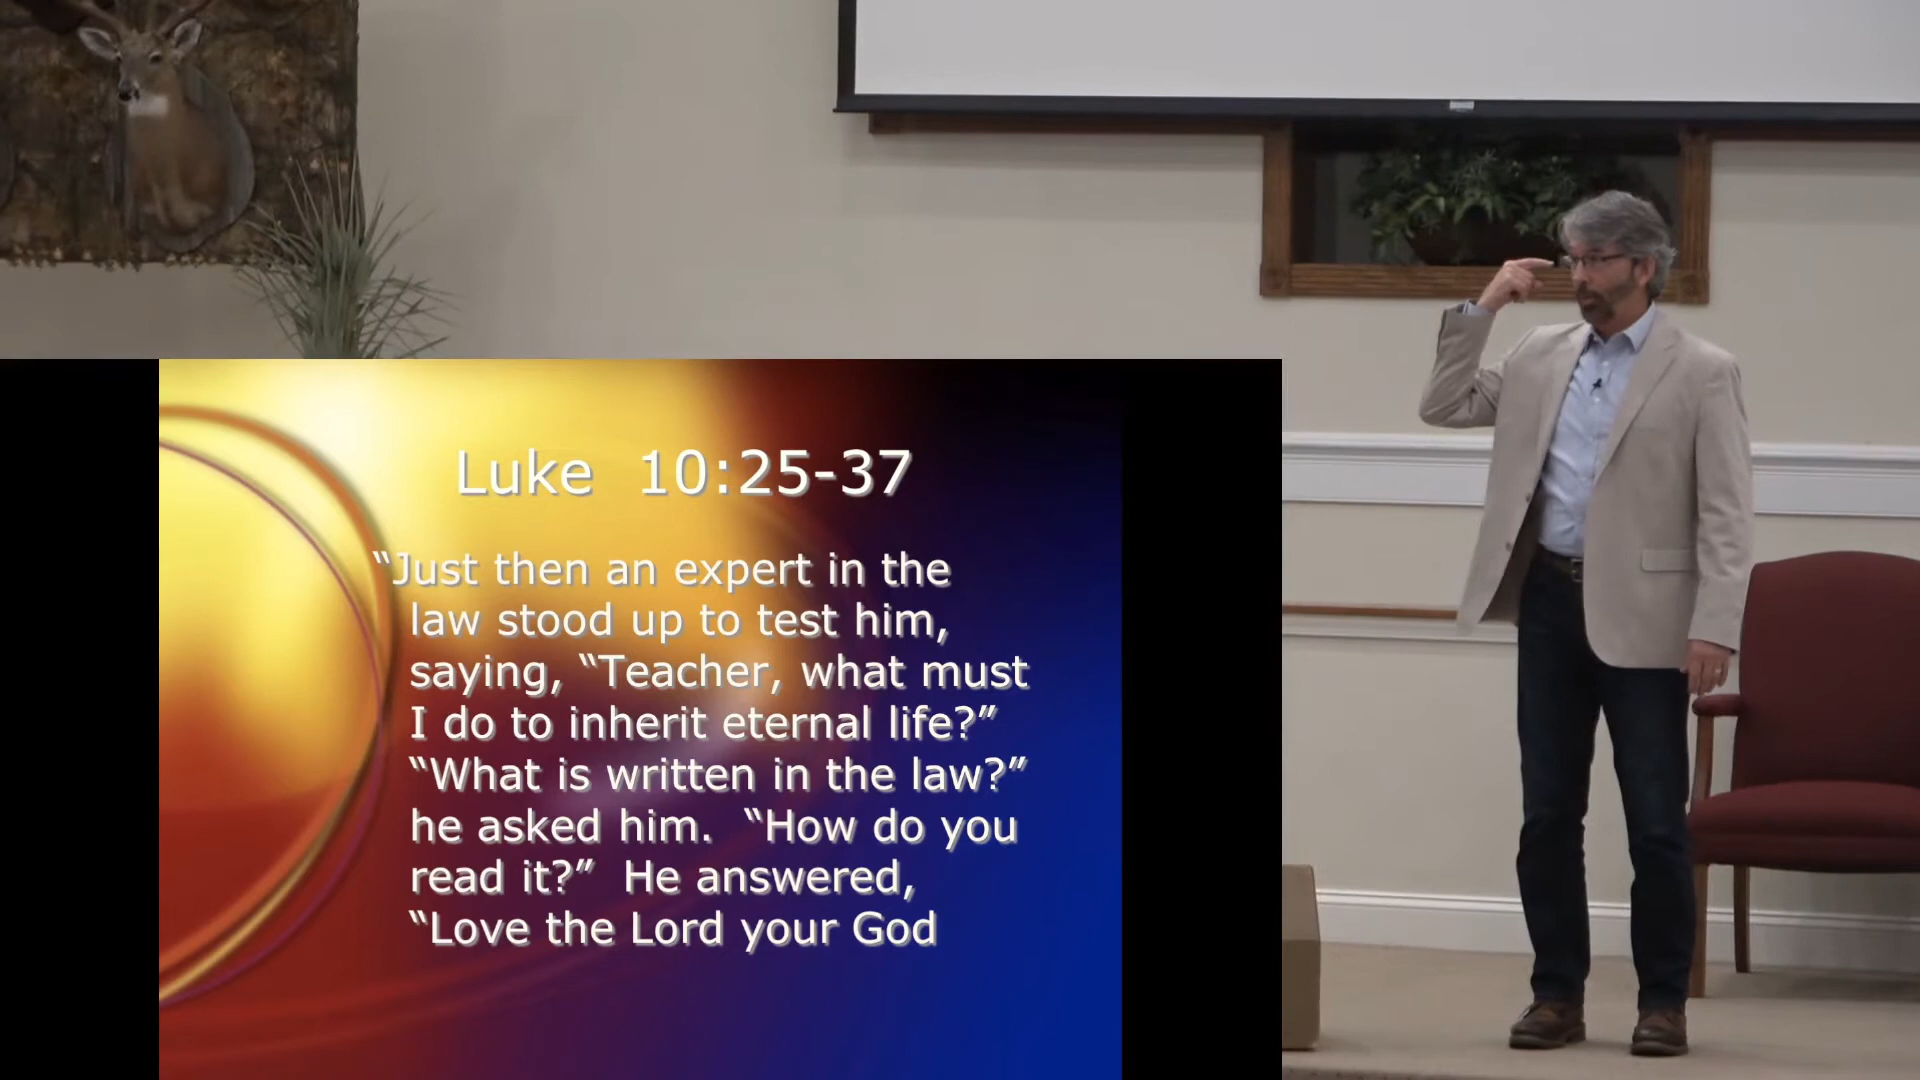 Luke  10:25-37
“Just then an expert in the
law stood up to test him,
saying, “Teacher, what must
I do to inherit eternal life?”
“What is written in the law?”
he asked him.  “How do you
read it?”  He answered,
“Love the Lord your God